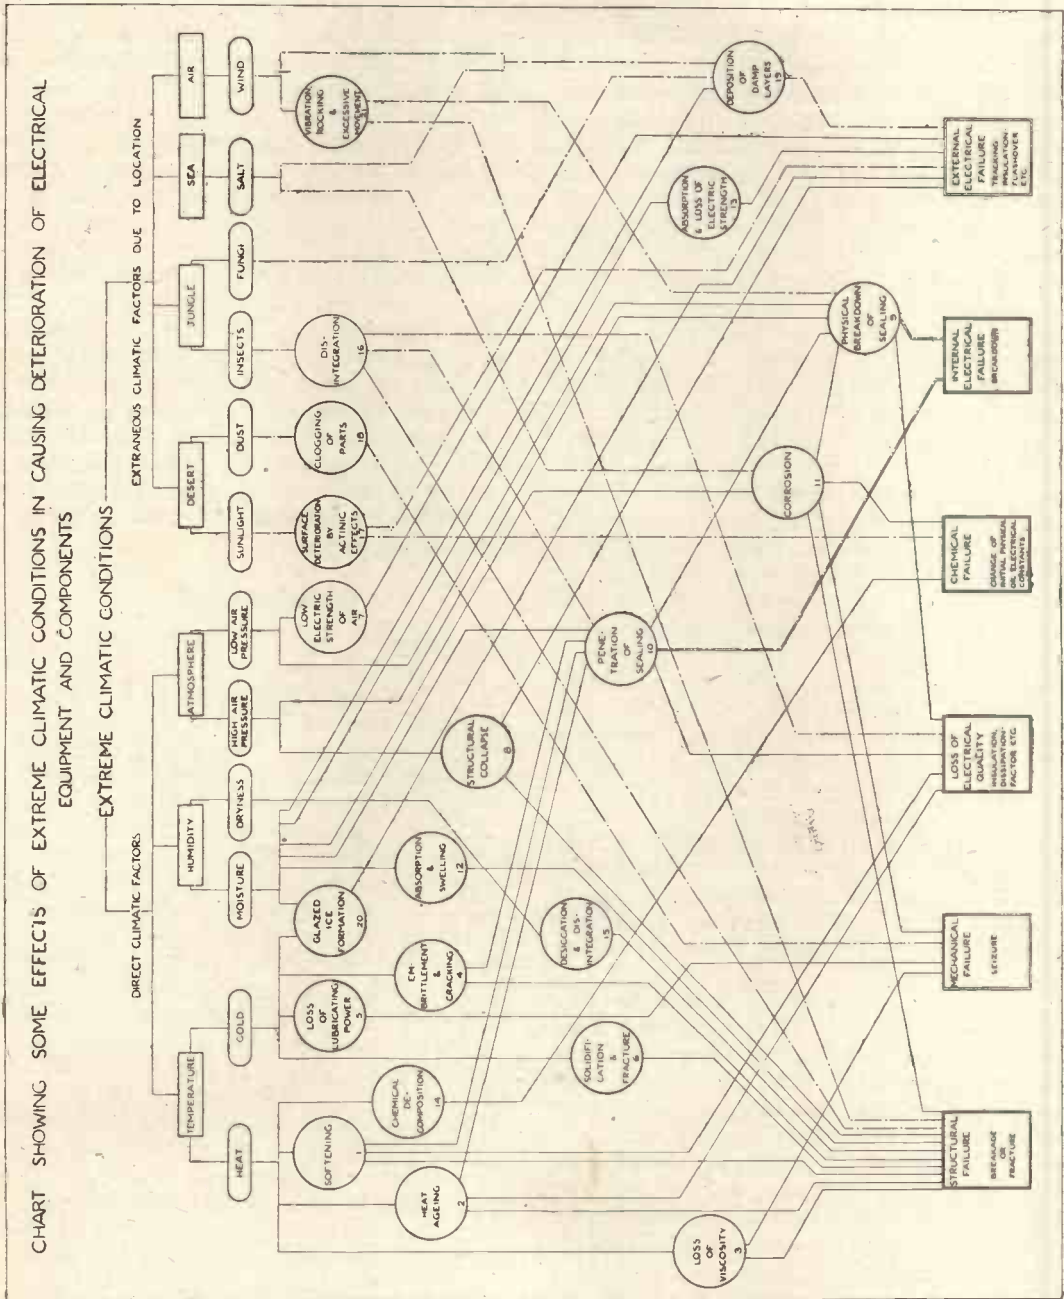 CHART SHOWING SOME EFFECTS OF EXTREME CLIMATIC CONDITIONS IN CAUSING DETERIORATION OF ELECTRICAL
EQUIPMENT AND COMPONENTS
EXTREME CLIMATIC CONDITIONS
DIRECT CLIMATIC FACTORS
EXTRANEOUS CLIMATIC FACTORS DUE TO LOCATION
TEMPERATURE
HUMIDITY
ATMOSPHERE
DESERT
JUNGLE
SEA
AIR
HEAT
COLD
MOISTURE
DRYNESS
HIGH AIR
PRESSURE
LOW AIR
PRESSURE
SUNLIGHT
DUST
INSECTS
FUNGI
SALT
WIND
SOFTENING
1
LOSS
OF
LUBRICATING
POWER
5
GLAZED
ICE
FORMATION
20
LOW
ELECTRIC
STRENGTH
OF
AIR
7
SURFACE
DETERIORATION
BY
ACTINIC
EFFECTS
17
CLOGGING
OF
PARTS
18
DIS-
INTEGRATION
16
VIBRATION
ROCKING
&
EXCESSIVE
MOVEMENT
21
CHEMICAL
DE-
COMPOSITION
14
HEAT
AGEING
2
EM-
BRITTLEMENT
&
CRACKING
4
ABSORPTION
&
SWELLING
12
STRUCTURAL
COLLAPSE
8
SOLIDIFI-
CATION &
FRACTURE
6
DESICCATION
& DIS-
INTEGRATION
15
PENE-
TRATION
OF
SEALING
10
LOSS
OF
VISCOSITY
3
ABSORPTION
& LOSS OF
ELECTRIC
STRENGTH
13
DEPOSITION
OF
DAMP
LAYERS
19
CORROSION
11
PHYSICAL
BREAKDOWN
OF
SEALING
9
STRUCTURAL
FAILURE
BREAKAGE
OR
FRACTURE
MECHANICAL
FAILURE
SEIZURE
LOSS OF
ELECTRICAL
QUALITY
INSULATION,
DISSIPATION-
FACTOR ETC
CHEMICAL
FAILURE
CHANGE OF
INITIAL PHYSICAL
OR ELECTRICAL
CONSTANTS
INTERNAL
ELECTRICAL
FAILURE
BREAKDOWN
EXTERNAL
ELECTRICAL
FAILURE
TRACKING
INSULATION-
FLASHOVER
ETC